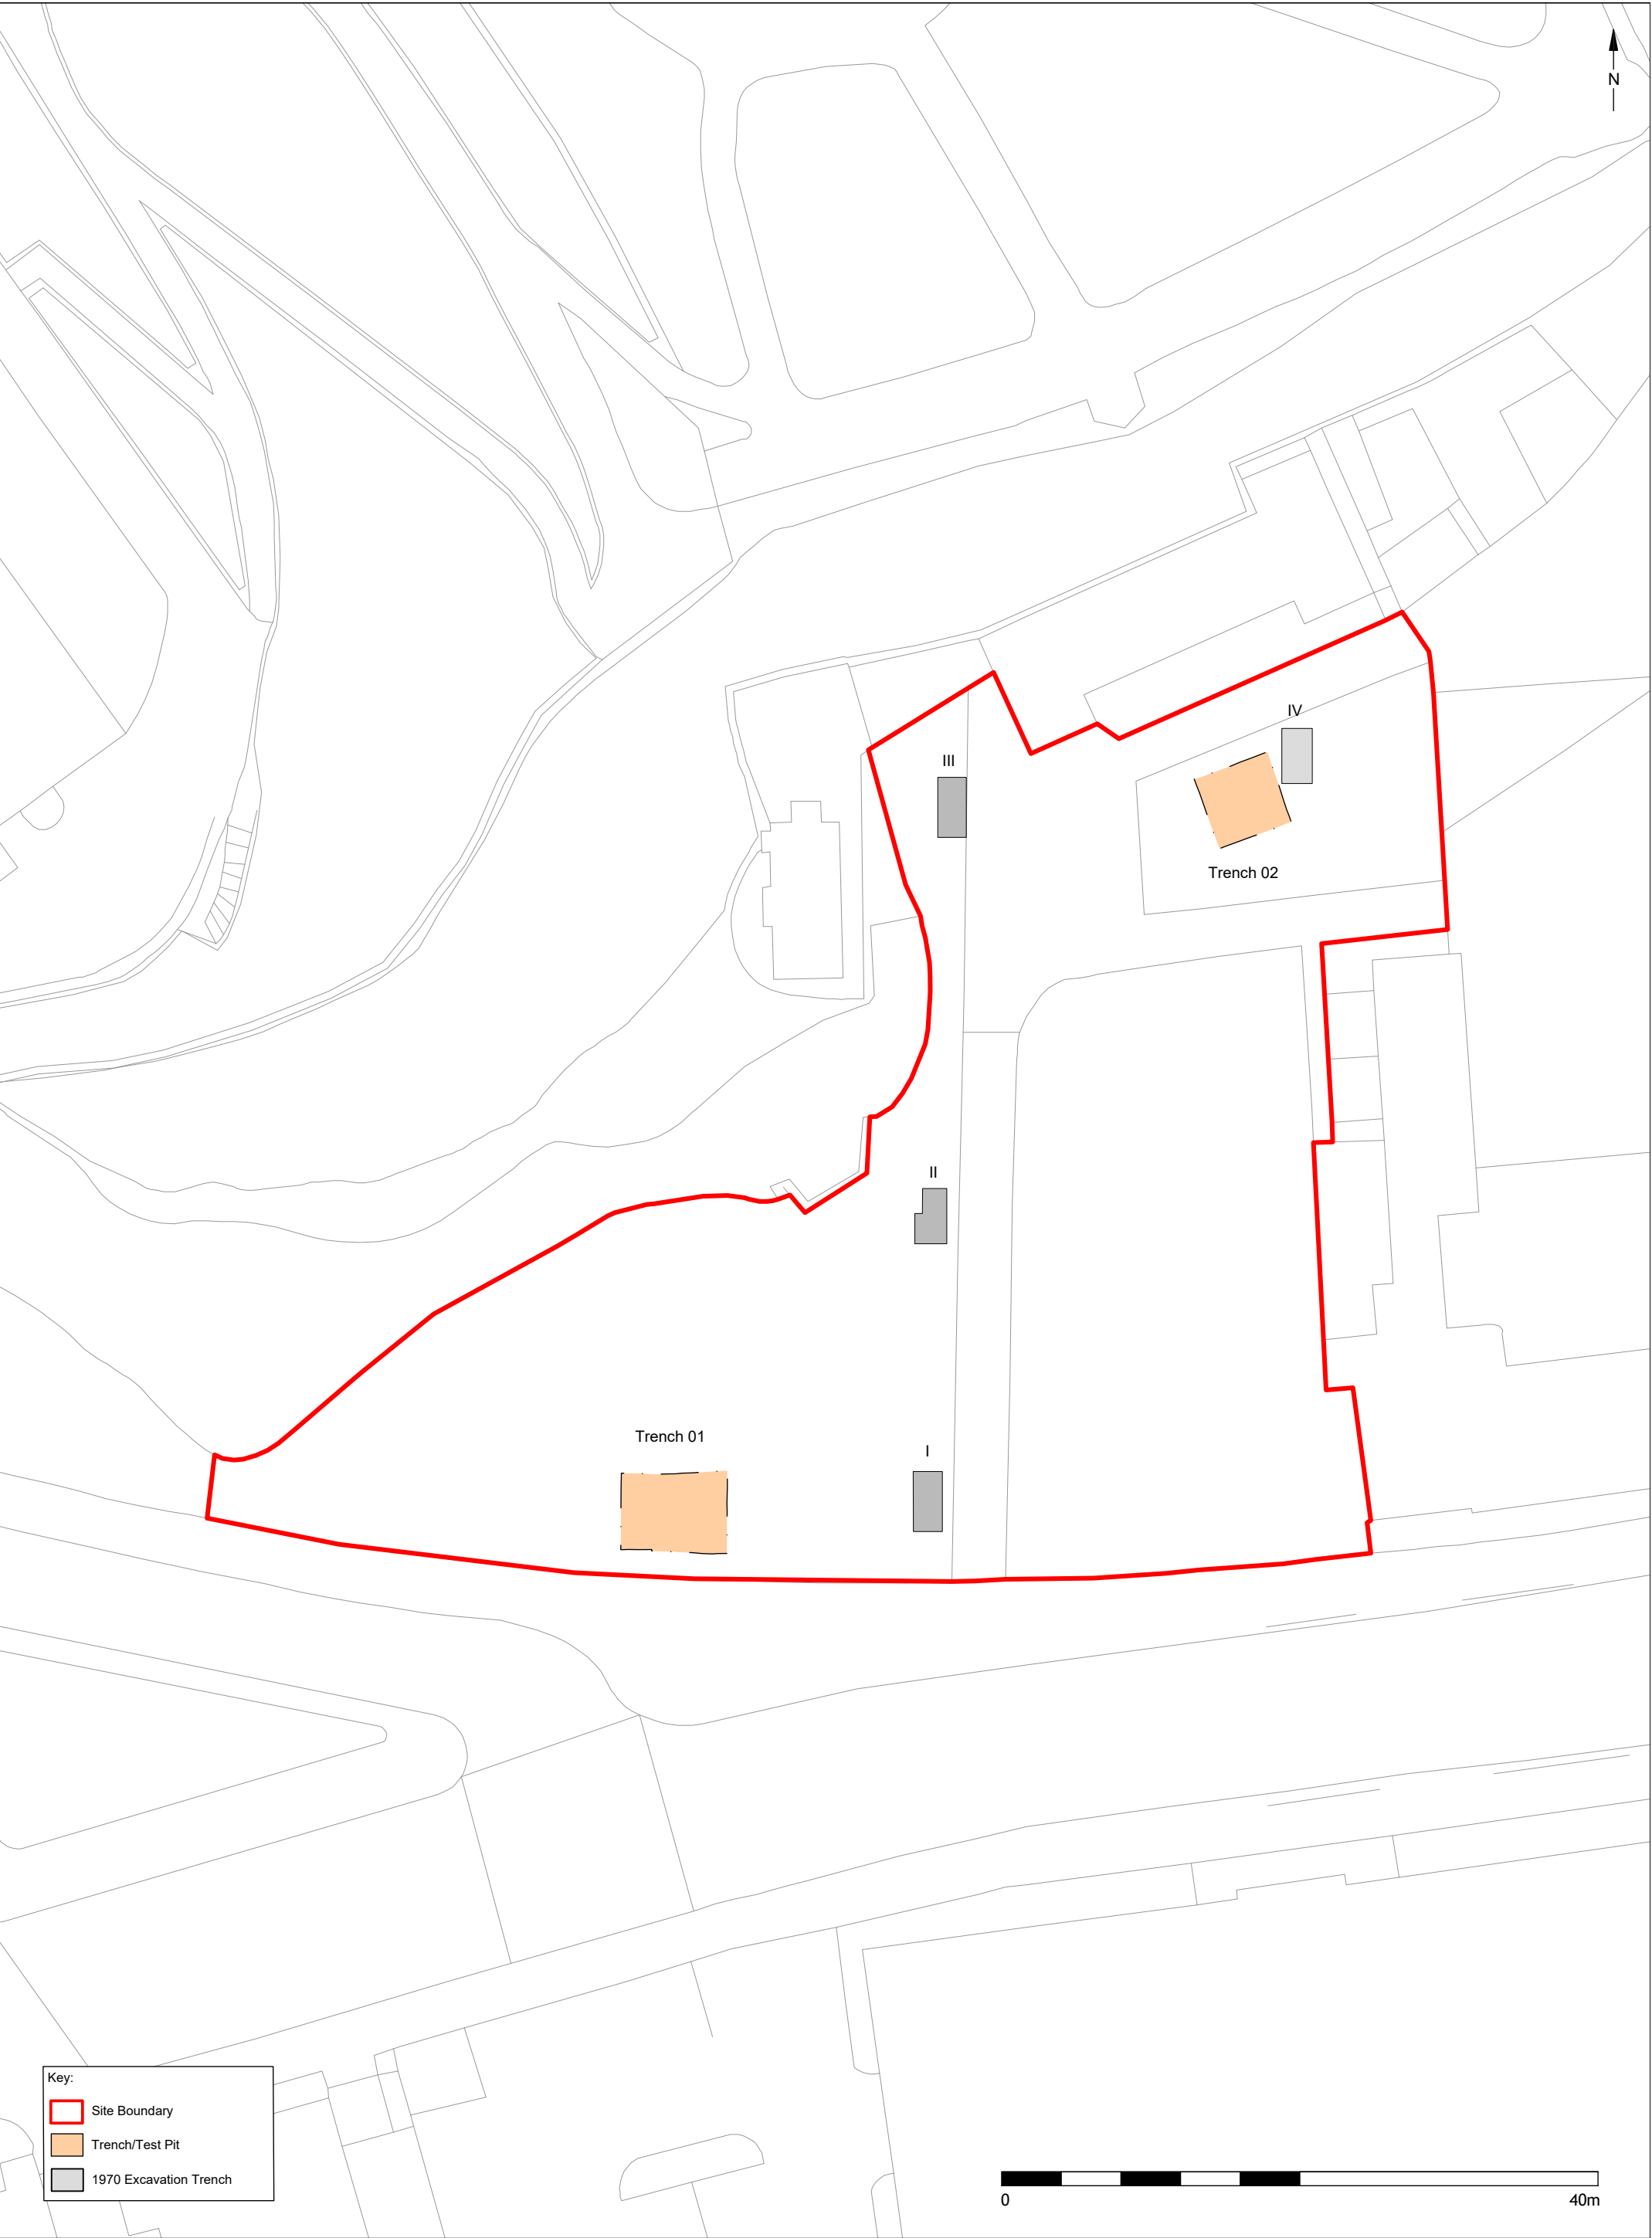 N
IV
III
Trench 02
II
Trench 01
I
Key:
Site Boundary
Trench/Test Pit
1970 Excavation Trench
0 40m